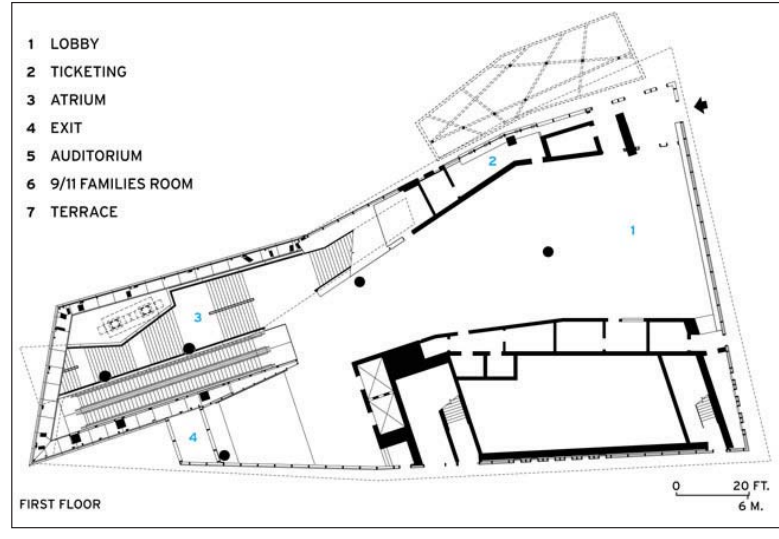 1 LOBBY
2 TICKETING
3 ATRIUM
4 EXIT
5 AUDITORIUM
6 9/11 FAMILIES ROOM
7 TERRACE
2
1
3
4
0 20 FT.
6 M.
FIRST FLOOR